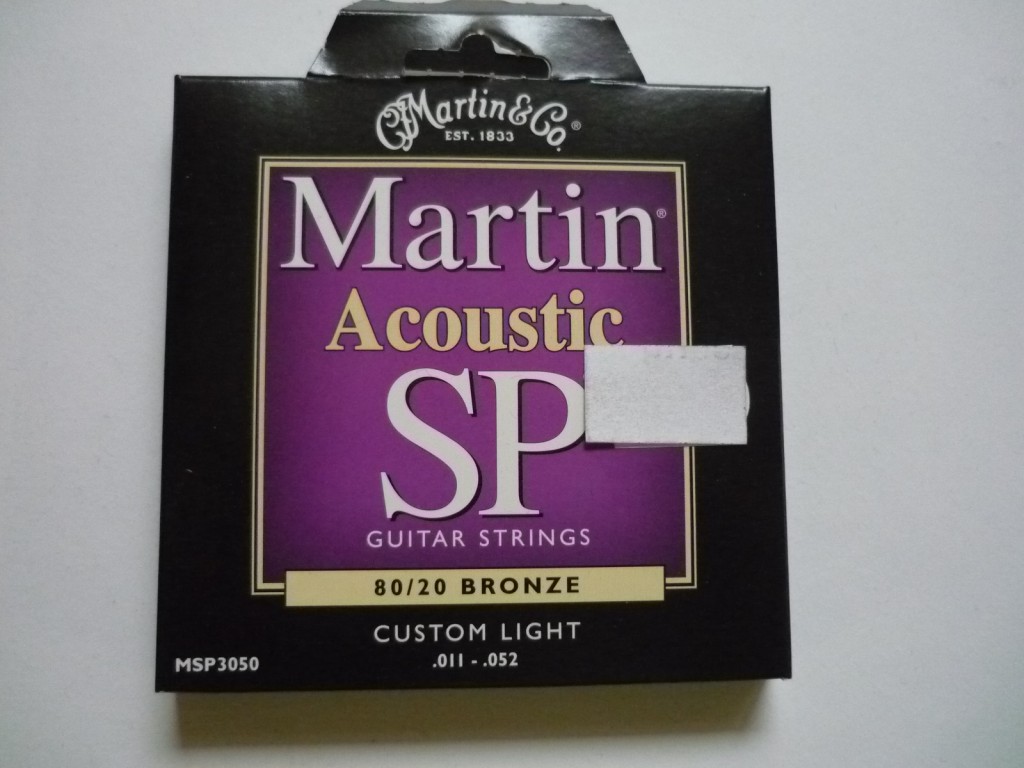 CFMartin & Co.®
EST. 1833
Martin®
Acoustic
SP
GUITAR STRINGS
80/20 BRONZE
CUSTOM LIGHT
.011 - .052
MSP3050